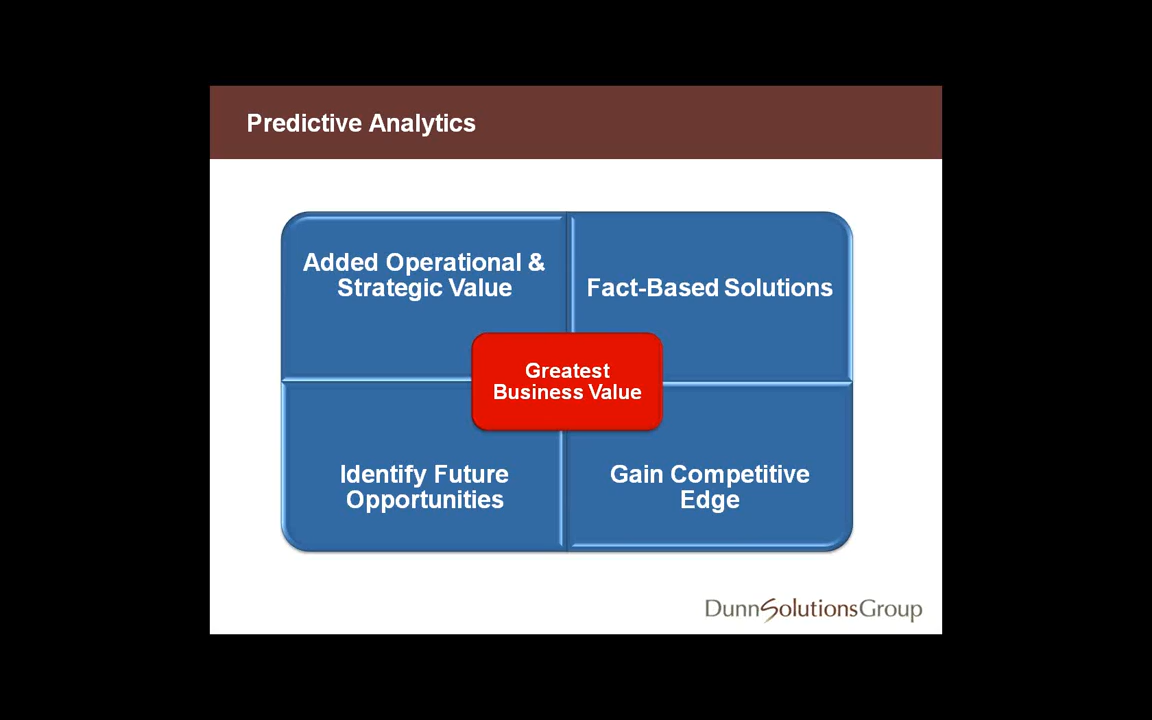 Predictive Analytics
Added Operational &
Strategic Value
Fact-Based Solutions
Greatest
Business Value
Identify Future
Opportunities
Gain Competitive
Edge
DunnSolutionsGroup